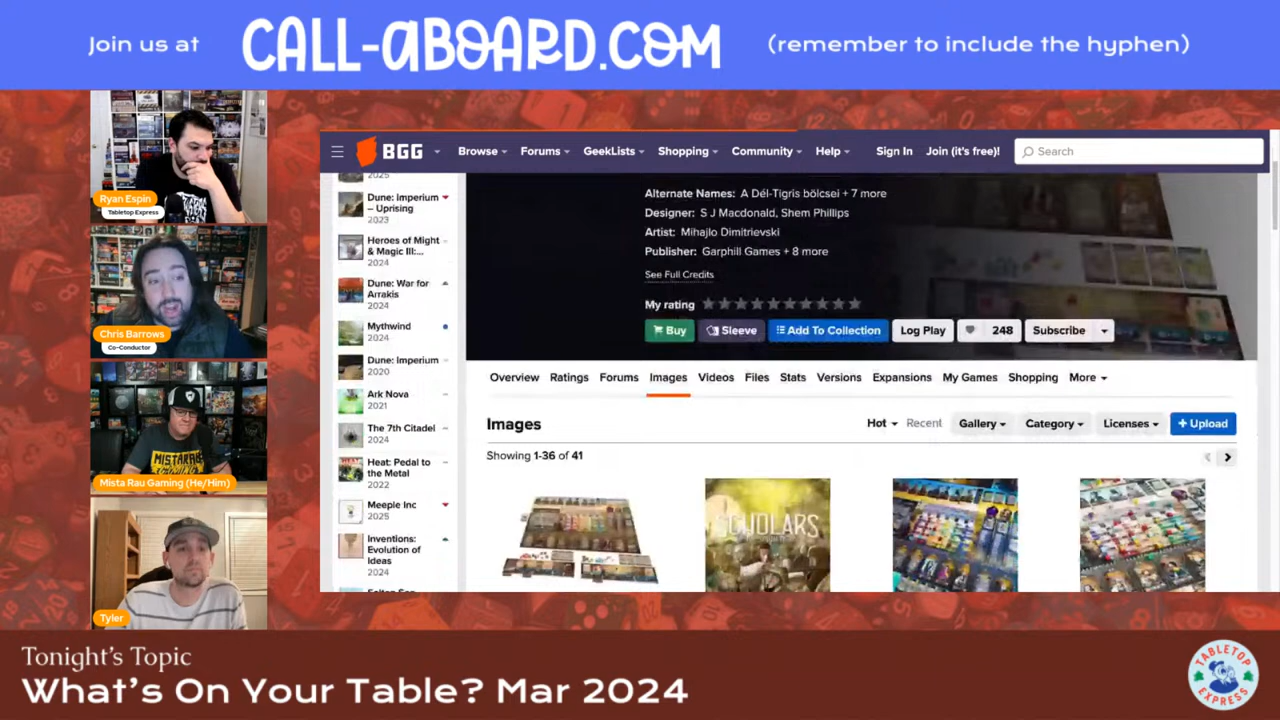 Join us at CALL-aBOARD.COM (remember to include the hyphen)
Ryan Espin
Tabletop Express
Chris Barrows
Co-Conductor
MISTARAU
Mista Rau Gaming (He/Him)
Tyler
BGG Browse Forums GeekLists Shopping Community Help Sign In Join (it's free)! Search
2025
Dune: Imperium
– Uprising
2023
Heroes of Might
& Magic III:...
2024
Dune: War for
Arrakis
2024
Mythwind
2024
Dune: Imperium
2020
Ark Nova
2021
The 7th Citadel
2024
Heat: Pedal to
the Metal
2022
Meeple Inc
2025
Inventions:
Evolution of
Ideas
2024
Alternate Names: A Dél-Tigris bölcsei + 7 more
Designer: S J Macdonald, Shem Phillips
Artist: Mihajlo Dimitrievski
Publisher: Garphill Games + 8 more
See Full Credits
My rating
Buy Sleeve Add To Collection Log Play 248 Subscribe
Overview Ratings Forums Images Videos Files Stats Versions Expansions My Games Shopping More
Images Hot Recent Gallery Category Licenses + Upload
Showing 1-36 of 41
SCHOLARS
Tonight's Topic
What's On Your Table? Mar 2024
TABLETOP
EXPRESS